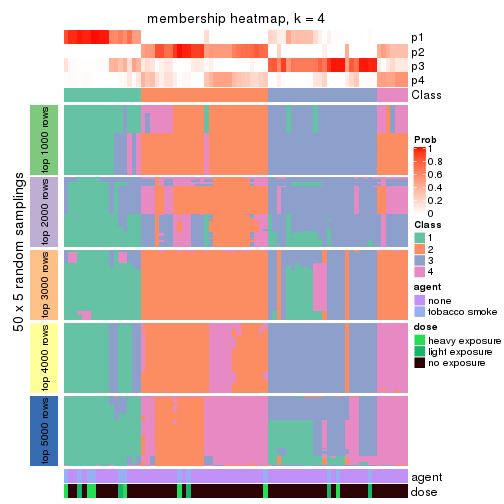 membership heatmap, k = 4
p1
p2
p3
p4
Class
50 x 5 random samplings
top 1000 rows
top 2000 rows
top 3000 rows
top 4000 rows
top 5000 rows
Prob
1
0.8
0.6
0.4
0.2
0
Class
1
2
3
4
agent
none
tobacco smoke
dose
heavy exposure
light exposure
no exposure
agent
dose